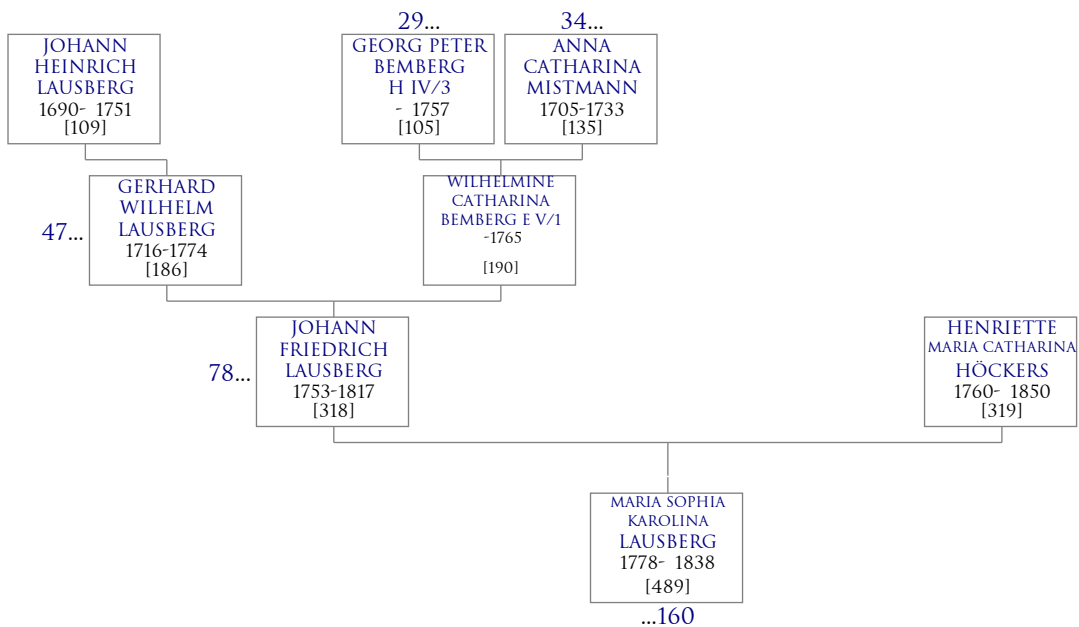 29...
34...
JOHANN
HEINRICH
LAUSBERG
1690- 1751
[109]
GEORG PETER
BEMBERG
H IV/3
- 1757
[105]
ANNA
CATHARINA
MISTMANN
1705-1733
[135]
47...
GERHARD
WILHELM
LAUSBERG
1716-1774
[186]
WILHELMINE
CATHARINA
BEMBERG E V/1
-1765
[190]
78...
JOHANN
FRIEDRICH
LAUSBERG
1753-1817
[318]
HENRIETTE
MARIA CATHARINA
HÖCKERS
1760- 1850
[319]
MARIA SOPHIA
KAROLINA
LAUSBERG
1778- 1838
[489]
...160